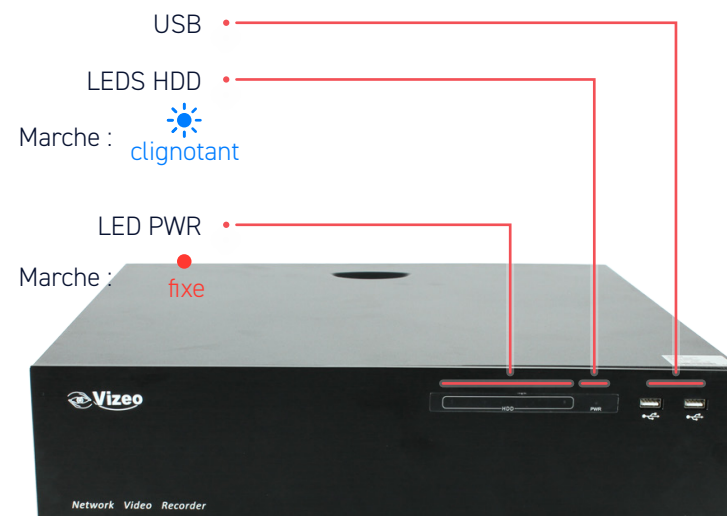 USB
LEDS HDD
Marche :
clignotant
LED PWR
Marche :
fixe
Vizeo
HDD
PWR
Network Video Recorder